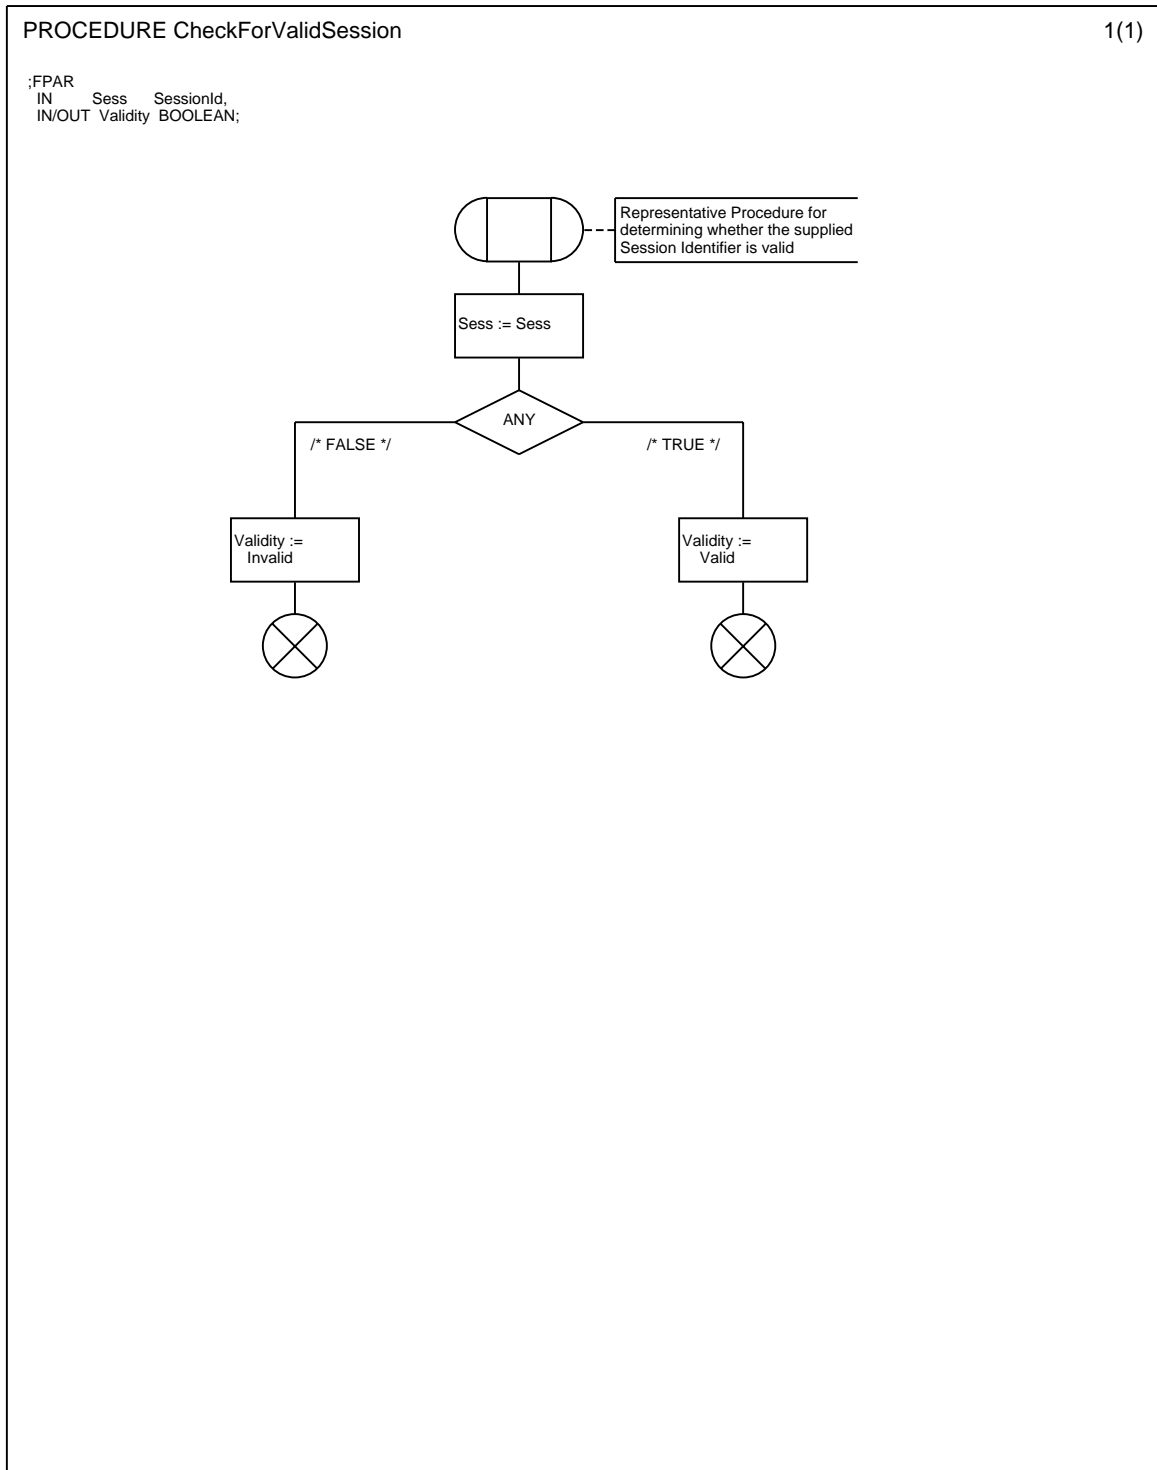 PROCEDURE CheckForValidSession
1(1)
;FPAR
IN Sess SessionId,
IN/OUT Validity BOOLEAN;
Representative Procedure for
determining whether the supplied
Session Identifier is valid
Sess := Sess
ANY
/* FALSE */
/* TRUE */
Validity :=
Invalid
Validity :=
Valid